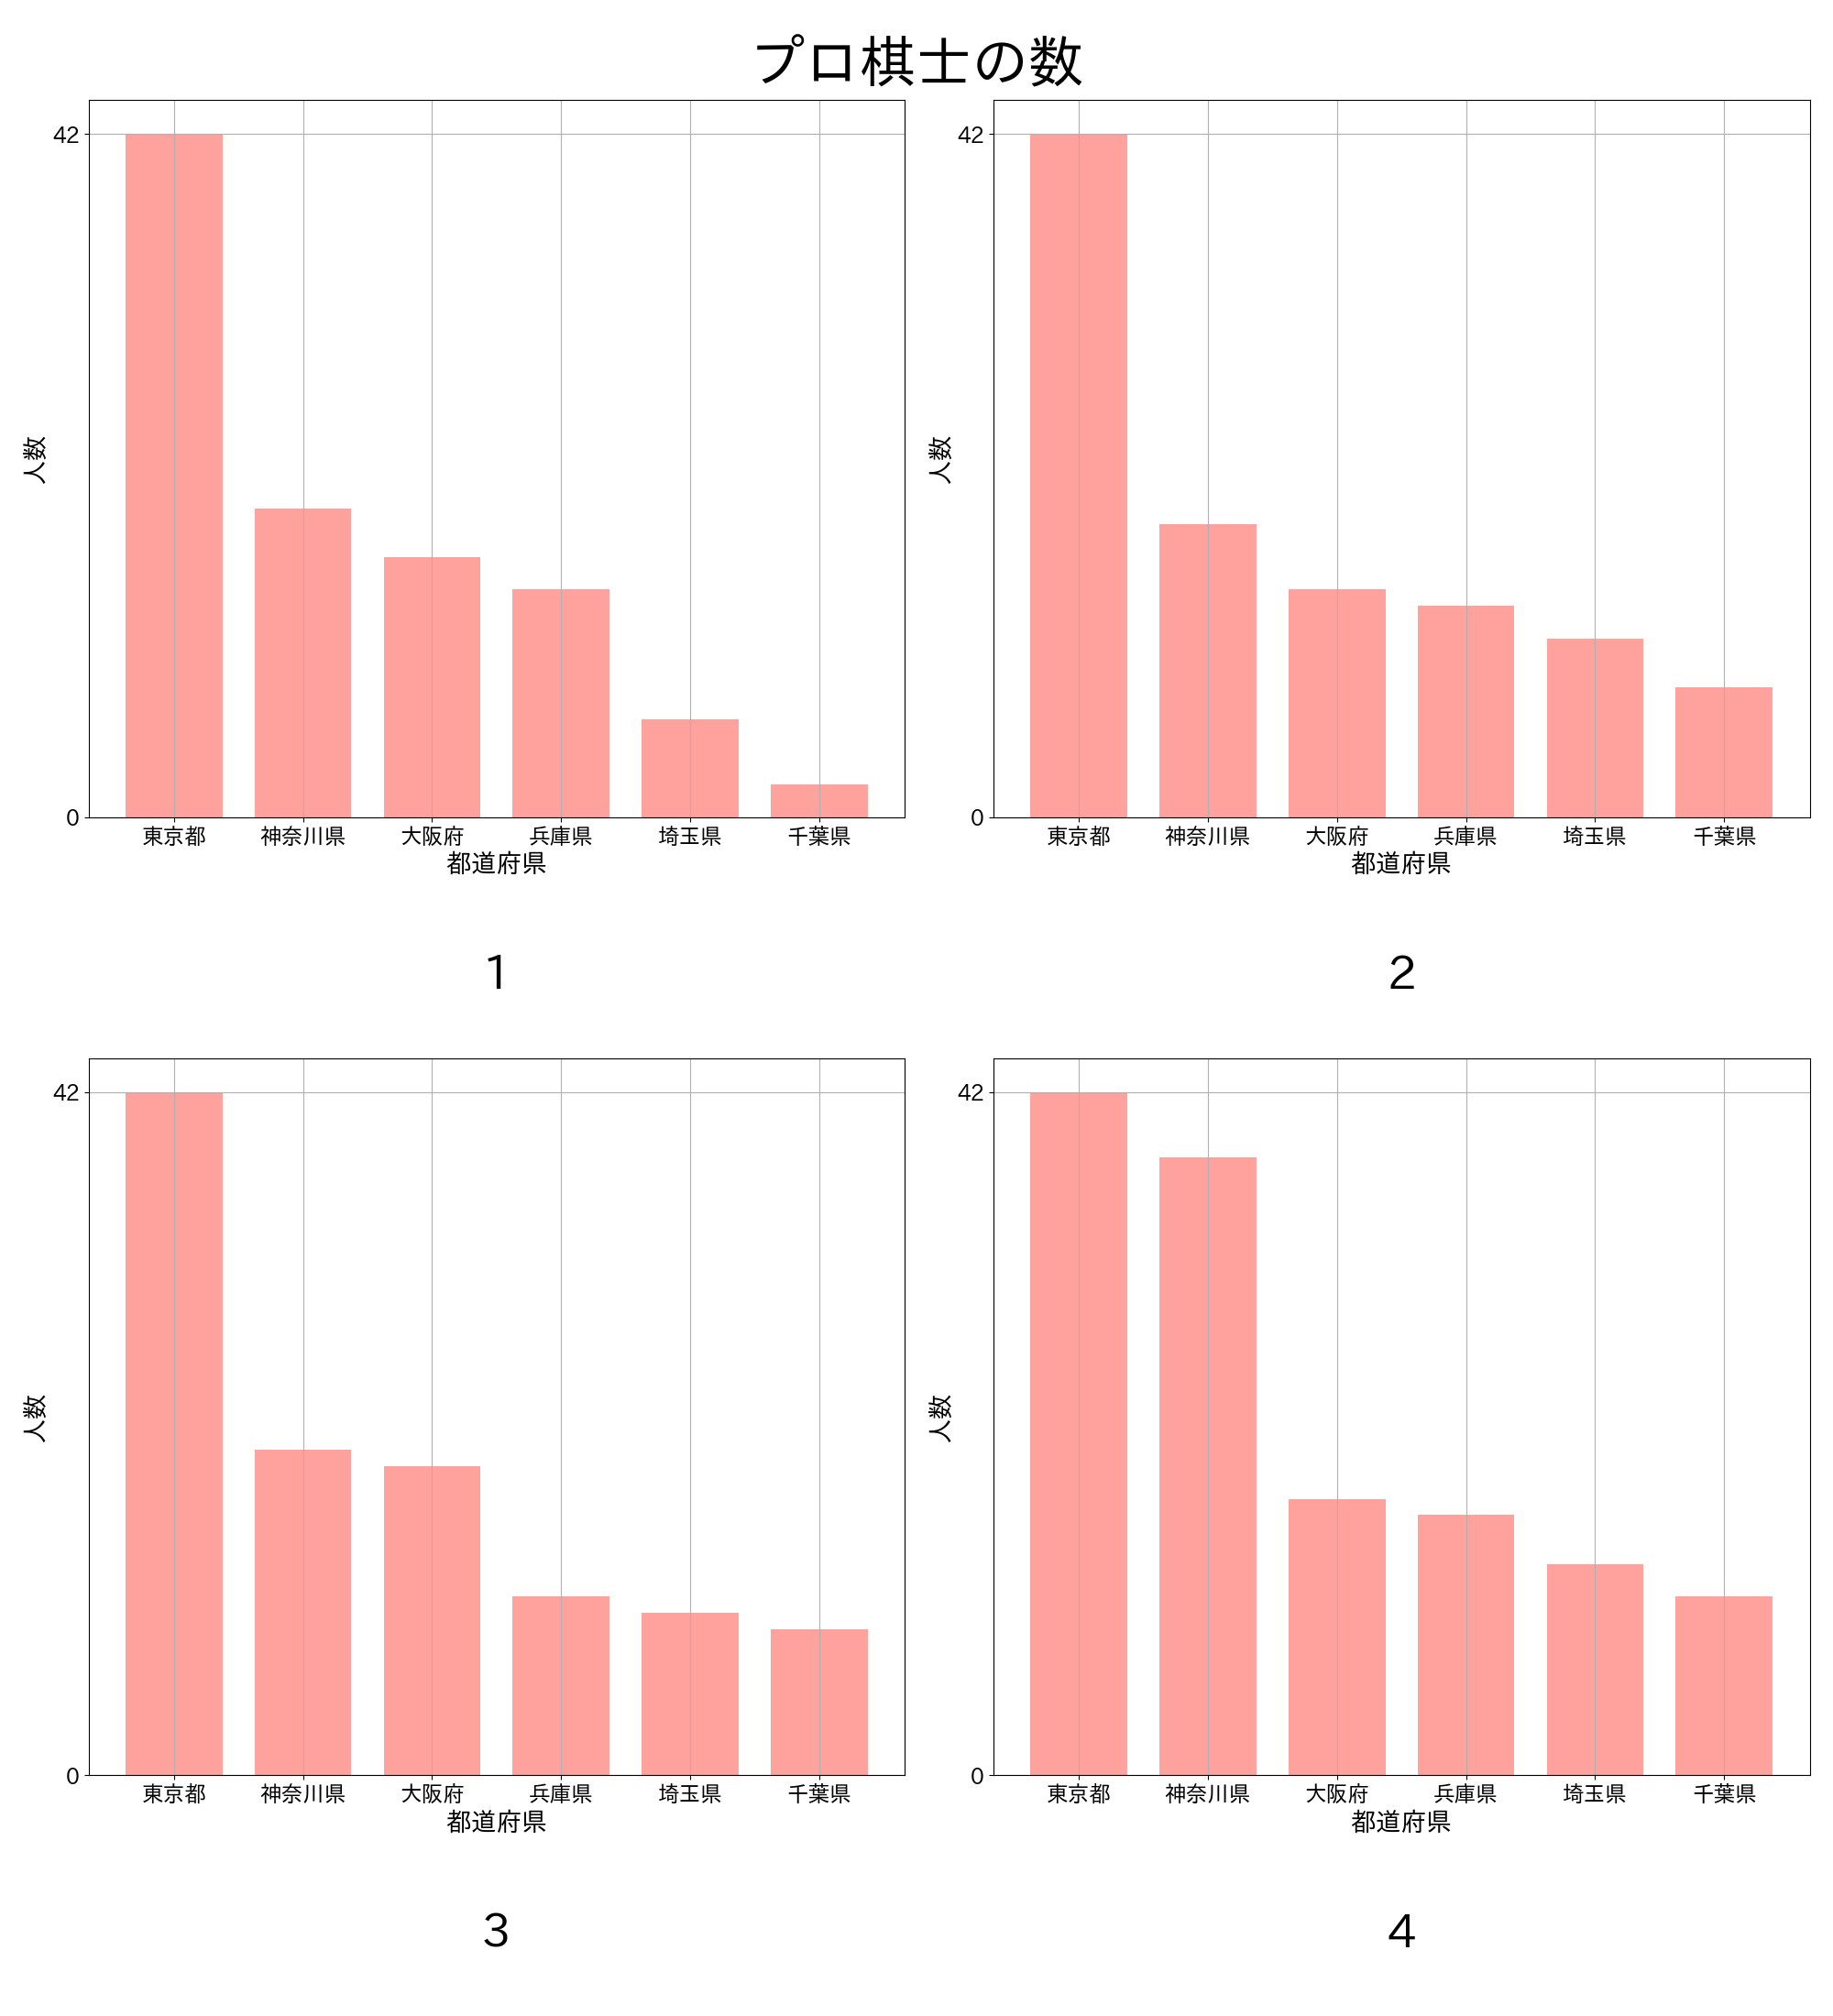 プロ棋士の数
42
0
人数
東京都 神奈川県 大阪府 兵庫県 埼玉県 千葉県
都道府県
1
42
0
人数
東京都 神奈川県 大阪府 兵庫県 埼玉県 千葉県
都道府県
2
42
0
人数
東京都 神奈川県 大阪府 兵庫県 埼玉県 千葉県
都道府県
3
42
0
人数
東京都 神奈川県 大阪府 兵庫県 埼玉県 千葉県
都道府県
4